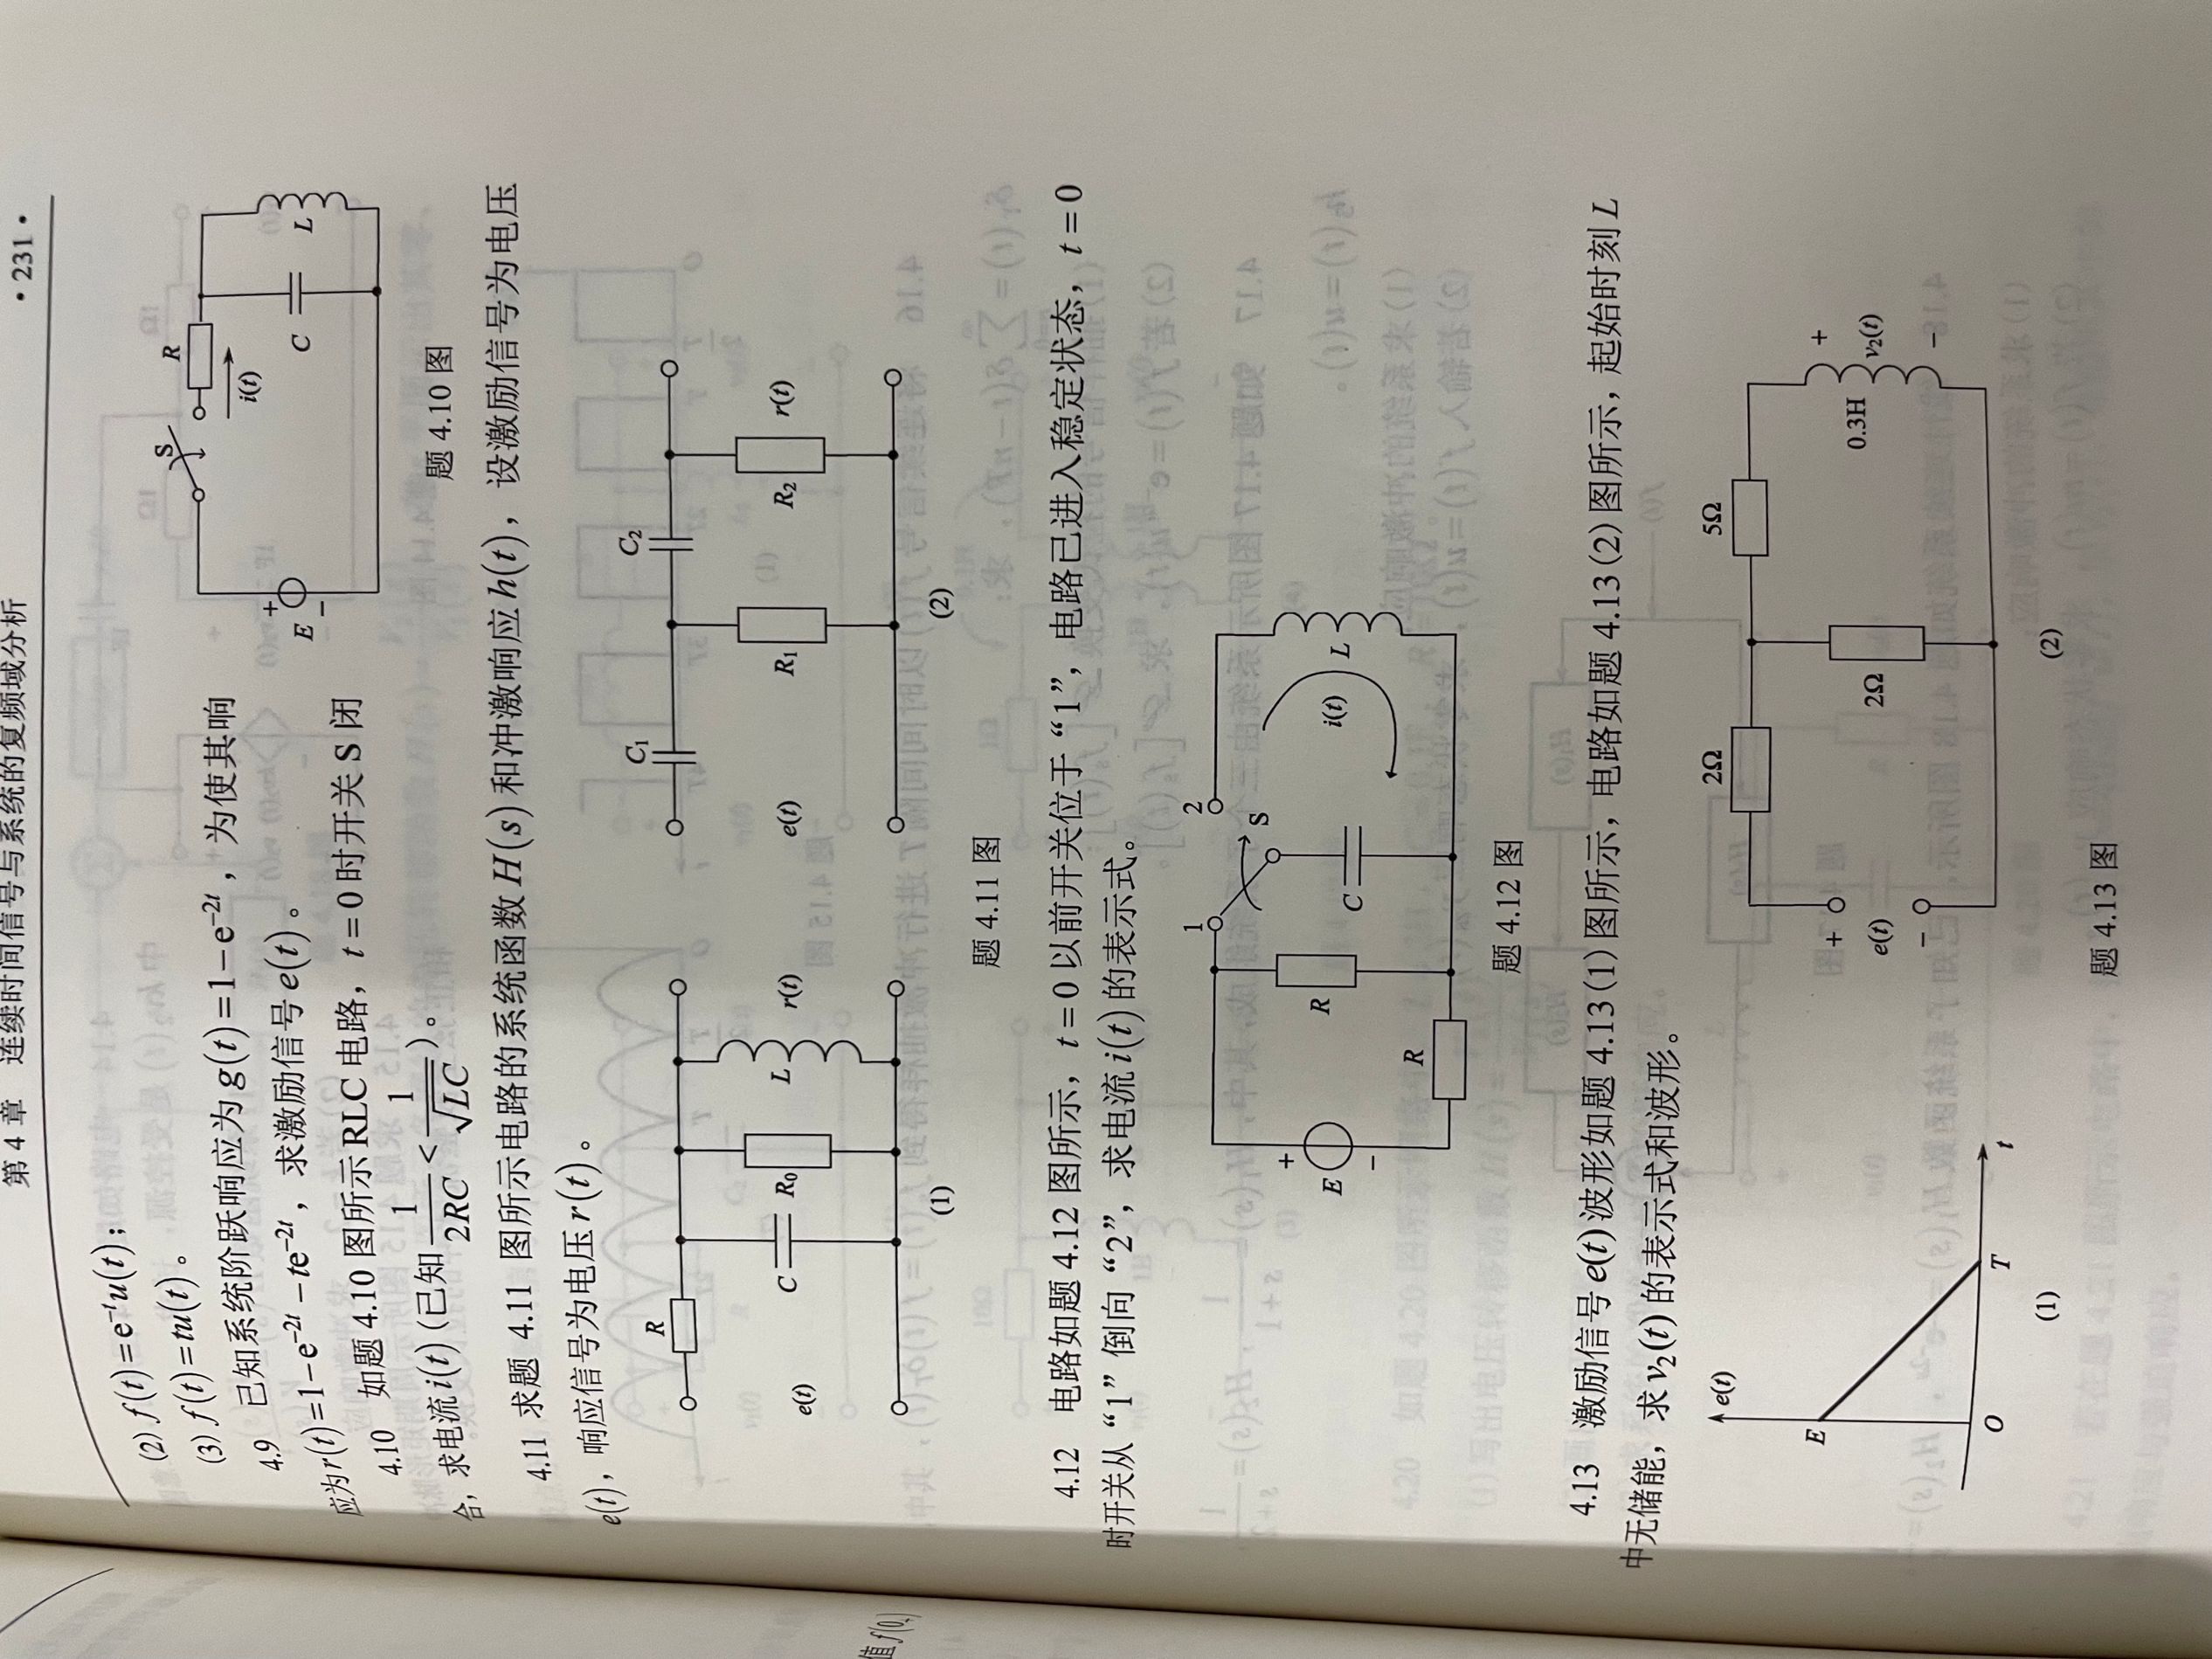 第 4 章 连续时间信号与系统的复频域分析 • 231 •
(2) f(t)=e^{-t}u(t)；
(3) f(t)=tu(t)。
4.9 已知系统阶跃响应为 g(t)=1-e^{-2t}，为使其响
应为 r(t)=1-e^{-2t}-te^{-2t}，求激励信号 e(t)。
4.10 如题 4.10 图所示 RLC 电路，t=0 时开关 S 闭
合，求电流 i(t) (已知 \frac{1}{2RC}<\frac{1}{\sqrt{LC}})。
S
R
i(t)
+
E
−
C
L
题 4.10 图
4.11 求题 4.11 图所示电路的系统函数 H(s) 和冲激响应 h(t)，设激励信号为电压
e(t)，响应信号为电压 r(t)。
R
e(t)
C
R₀
L
r(t)
(1)
C₁
C₂
e(t)
R₁
R₂
r(t)
(2)
题 4.11 图
4.12 电路如题 4.12 图所示，t=0 以前开关位于“1”，电路已进入稳定状态，t=0
时开关从“1”倒向“2”，求电流 i(t) 的表示式。
1
2
S
+
E
−
R
C
i(t)
L
R
题 4.12 图
4.13 激励信号 e(t) 波形如题 4.13 (1) 图所示，电路如题 4.13 (2) 图所示，起始时刻 L
中无储能，求 v₂(t) 的表示式和波形。
e(t)
E
O
T
t
(1)
2Ω
5Ω
+
e(t)
−
2Ω
0.3H
+
v₂(t)
−
(2)
题 4.13 图
值 f(0₊)